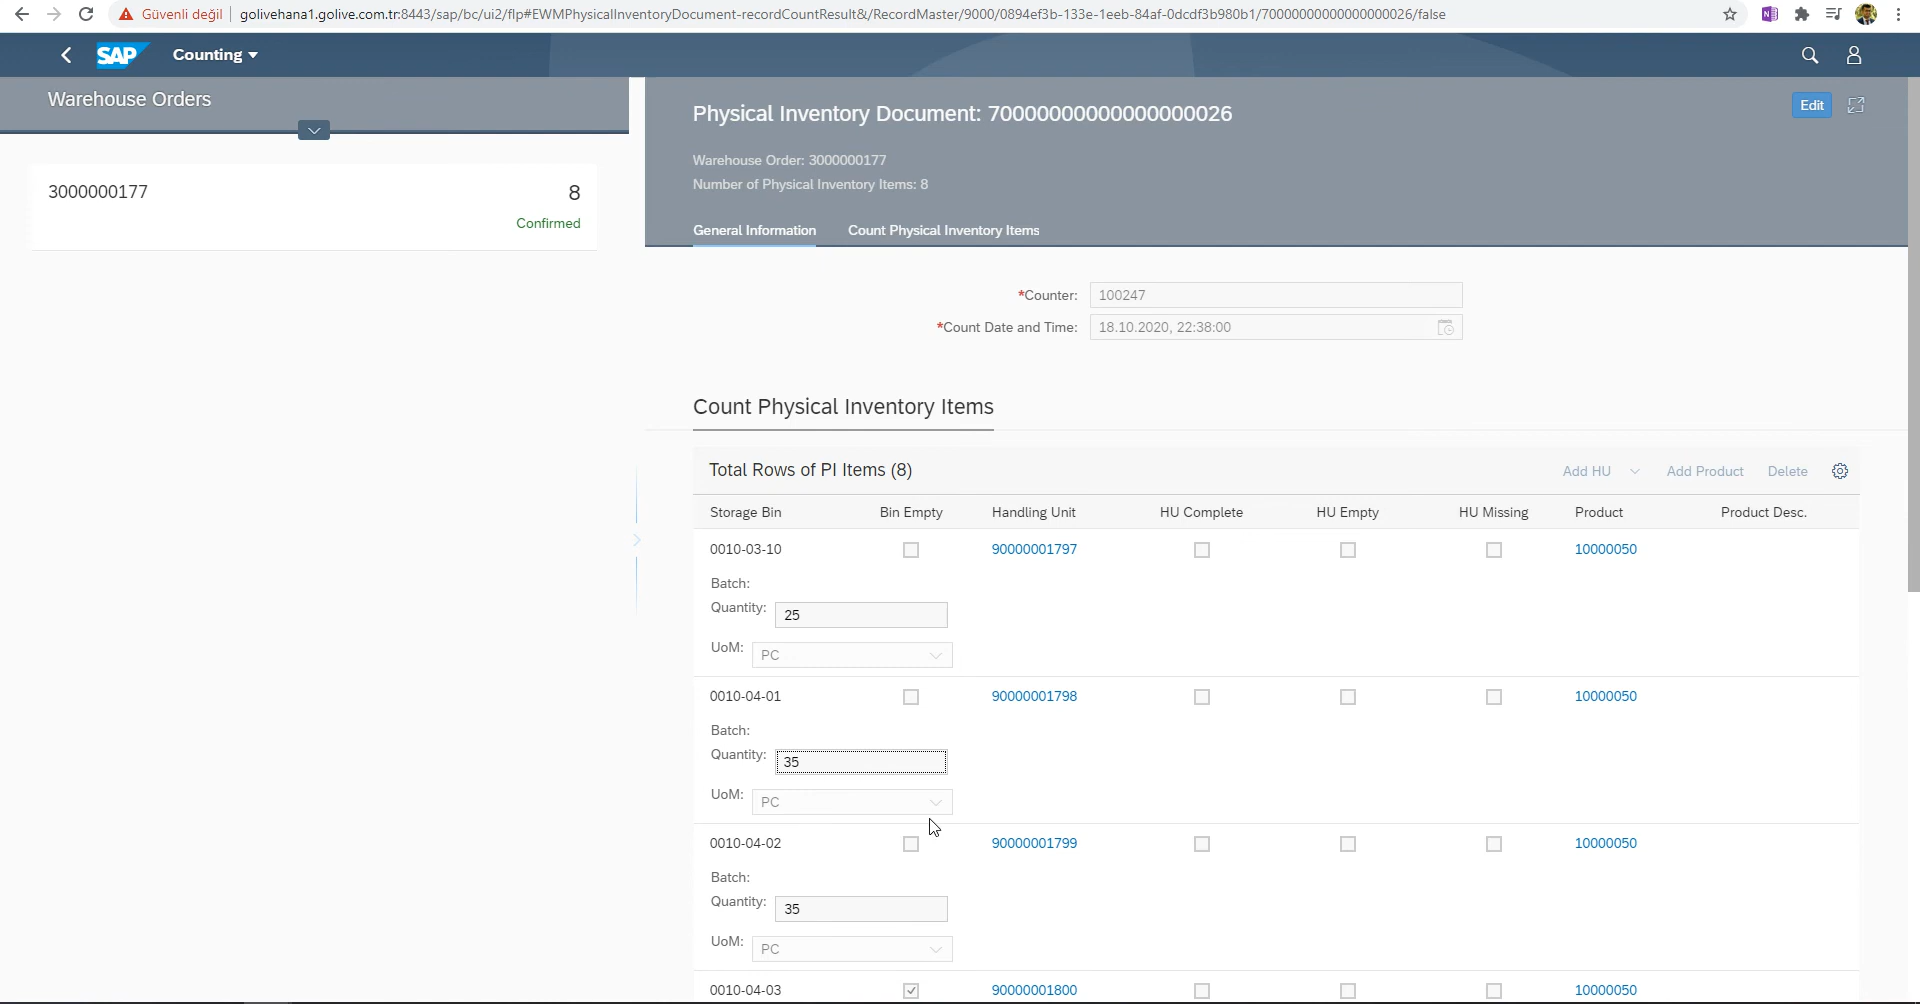 Güvenli değil
golivehana1.golive.com.tr:8443/sap/bc/ui2/flp#EWMPhysicalInventoryDocument-recordCountResult&/RecordMaster/9000/0894ef3b-133e-1eeb-84af-0dcdf3b980b1/70000000000000000026/false
SAP
Counting
Warehouse Orders
3000000177
8
Confirmed
Physical Inventory Document: 70000000000000000026
Edit
Warehouse Order: 3000000177
Number of Physical Inventory Items: 8
General Information
Count Physical Inventory Items
*Counter: 100247
*Count Date and Time: 18.10.2020, 22:38:00
Count Physical Inventory Items
Total Rows of PI Items (8)
Add HU
Add Product
Delete
Storage Bin Bin Empty Handling Unit HU Complete HU Empty HU Missing Product Product Desc.
0010-03-10 90000001797 10000050
Batch:
Quantity: 25
UoM: PC
0010-04-01 90000001798 10000050
Batch:
Quantity: 35
UoM: PC
0010-04-02 90000001799 10000050
Batch:
Quantity: 35
UoM: PC
0010-04-03 90000001800 10000050